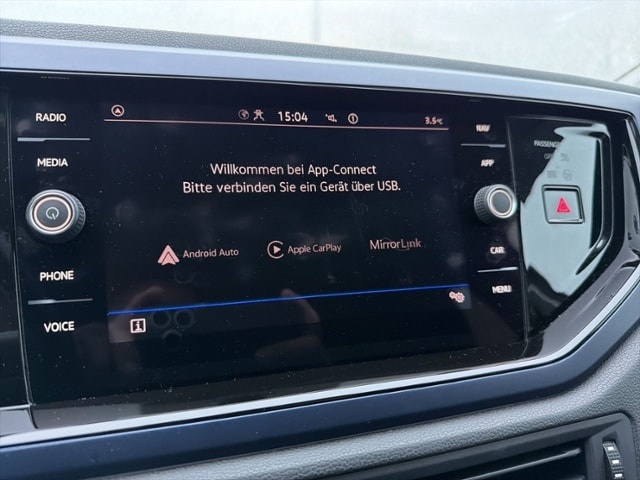 RADIO
MEDIA
PHONE
VOICE
15:04
3.5°C
Willkommen bei App-Connect
Bitte verbinden Sie ein Gerät über USB.
Android Auto
Apple CarPlay
MirrorLink
i
NAV
APP
CAR
MENU